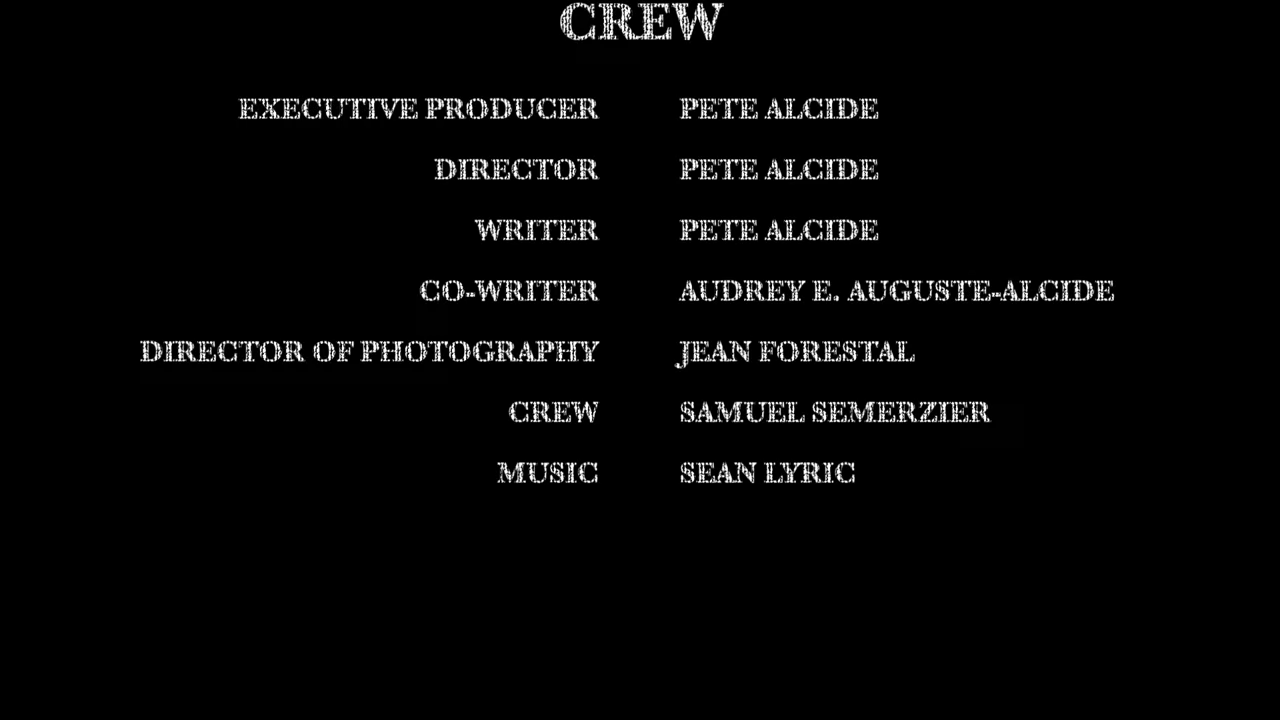 CREW
EXECUTIVE PRODUCER PETE ALCIDE
DIRECTOR PETE ALCIDE
WRITER PETE ALCIDE
CO-WRITER AUDREY E. AUGUSTE-ALCIDE
DIRECTOR OF PHOTOGRAPHY JEAN FORESTAL
CREW SAMUEL SEMERZIER
MUSIC SEAN LYRIC